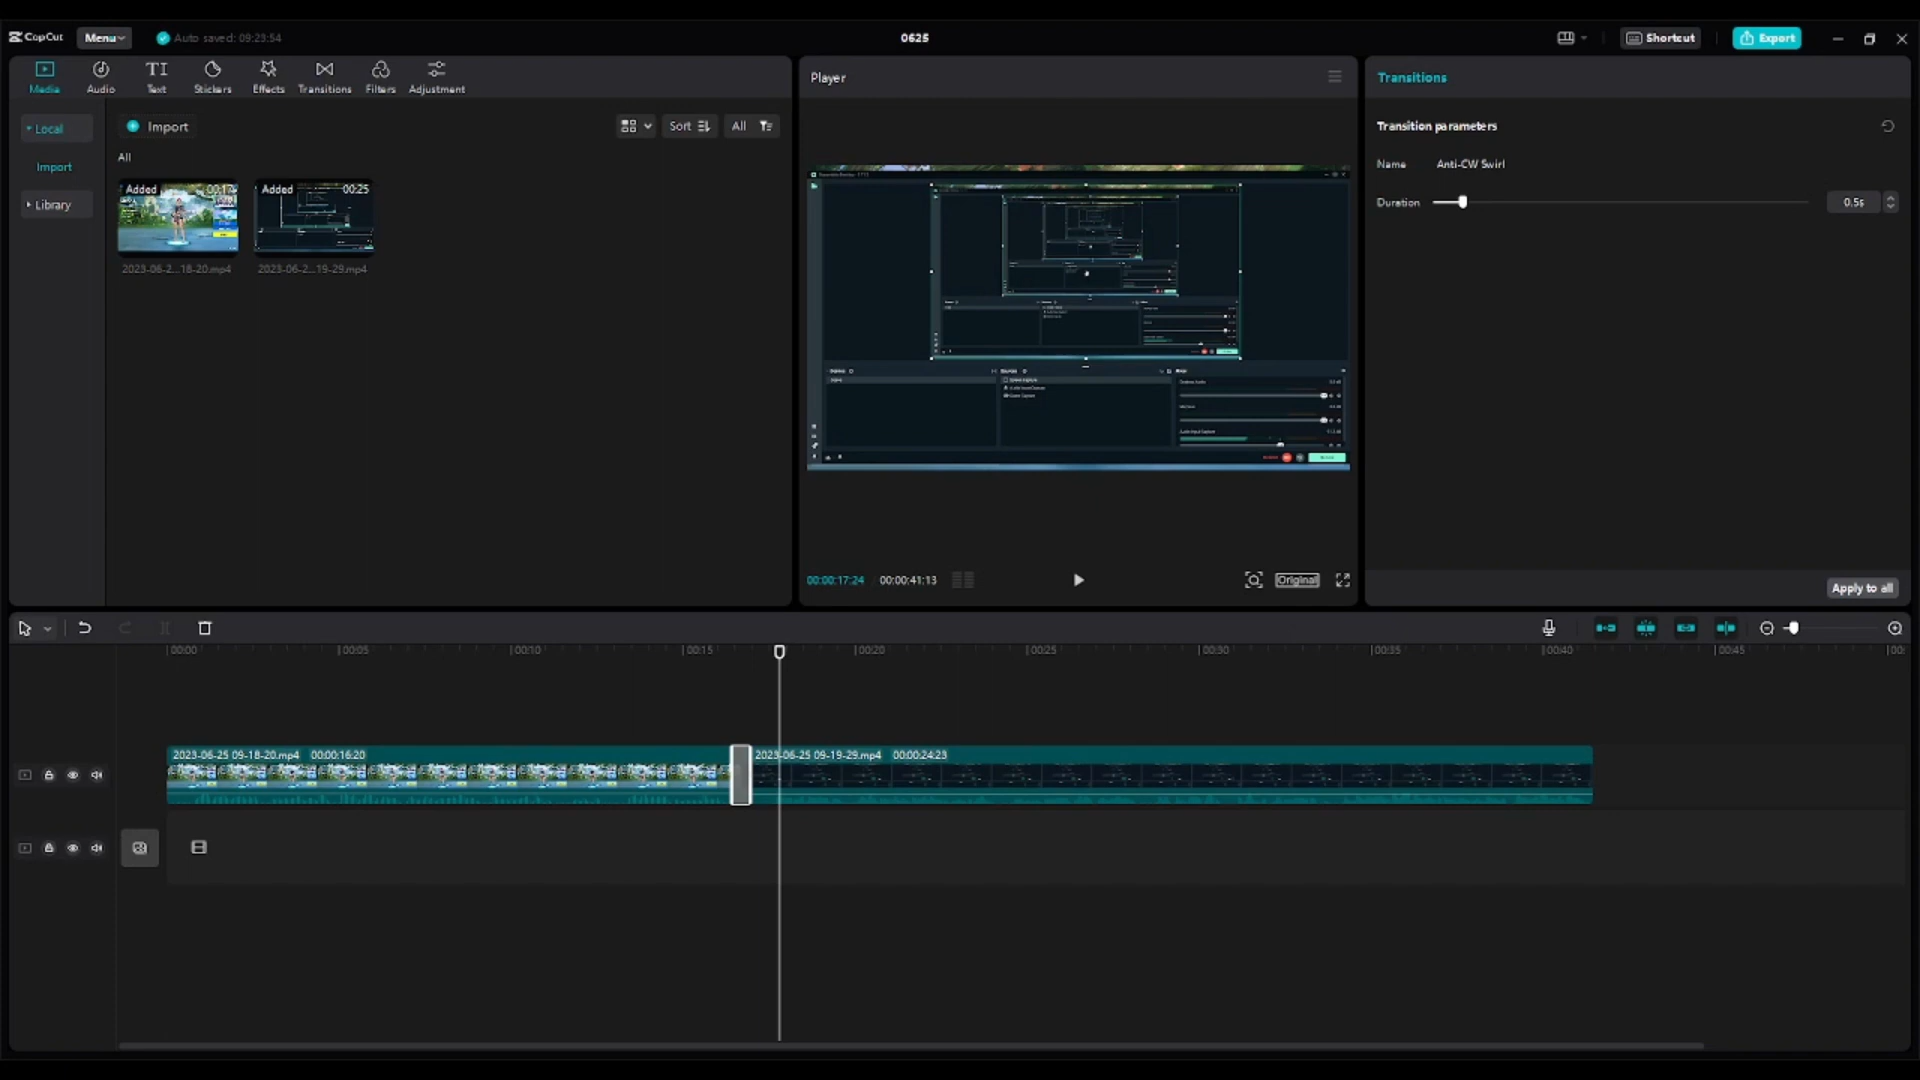 CapCut
Menu
Auto saved: 09:23:54
0625
Shortcut
Export
Media
Audio
Text
Stickers
Effects
Transitions
Filters
Adjustment
Local
Import
Library
Import
Sort
All
All
Added 00:17
Added 00:25
2023-06-2...18-20.mp4
2023-06-2...19-29.mp4
Player
00:00:17:24
00:00:41:13
Original
Transitions
Transition parameters
Name Anti-CW Swirl
Duration 0.5s
Apply to all
00:00 00:05 00:10 00:15 00:20 00:25 00:30 00:35 00:40 00:45 00:
2023-06-25 09-18-20.mp4 00:00:16:20
2023-06-25 09-19-29.mp4 00:00:24:23